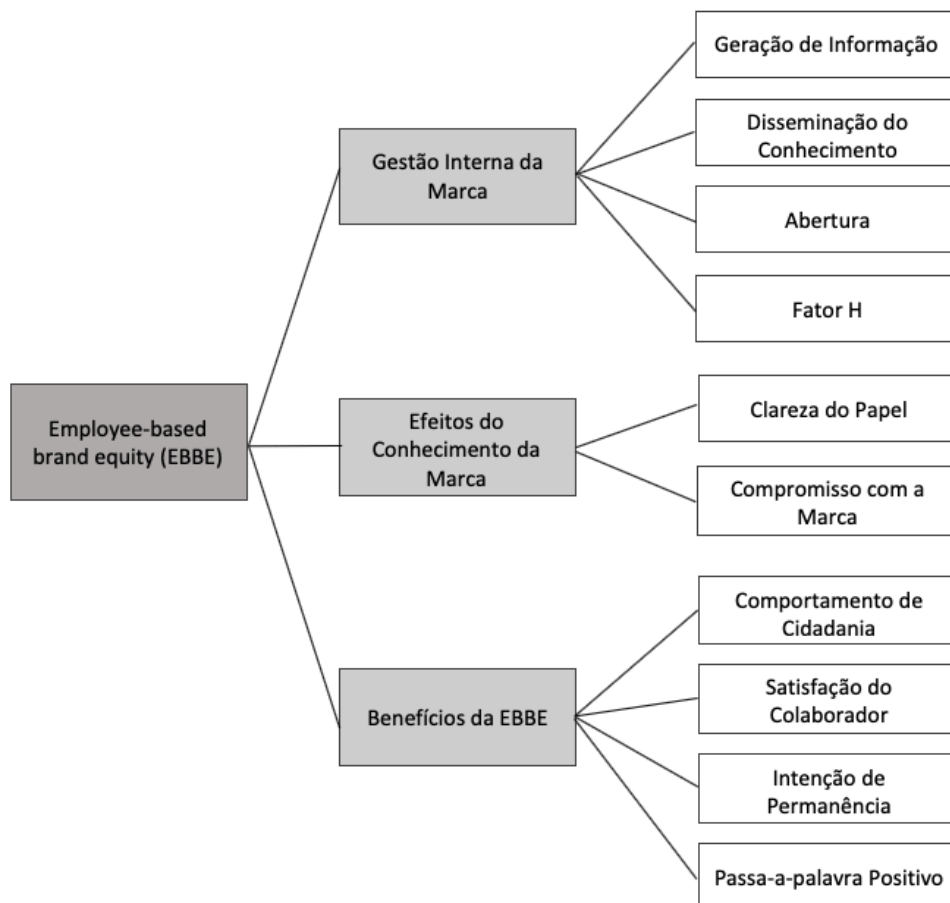 Employee-based
brand equity (EBBE)
Gestão Interna da
Marca
Geração de Informação
Disseminação do
Conhecimento
Abertura
Fator H
Efeitos do
Conhecimento da
Marca
Clareza do Papel
Compromisso com a
Marca
Benefícios da EBBE
Comportamento de
Cidadania
Satisfação do
Colaborador
Intenção de
Permanência
Passa-a-palavra Positivo